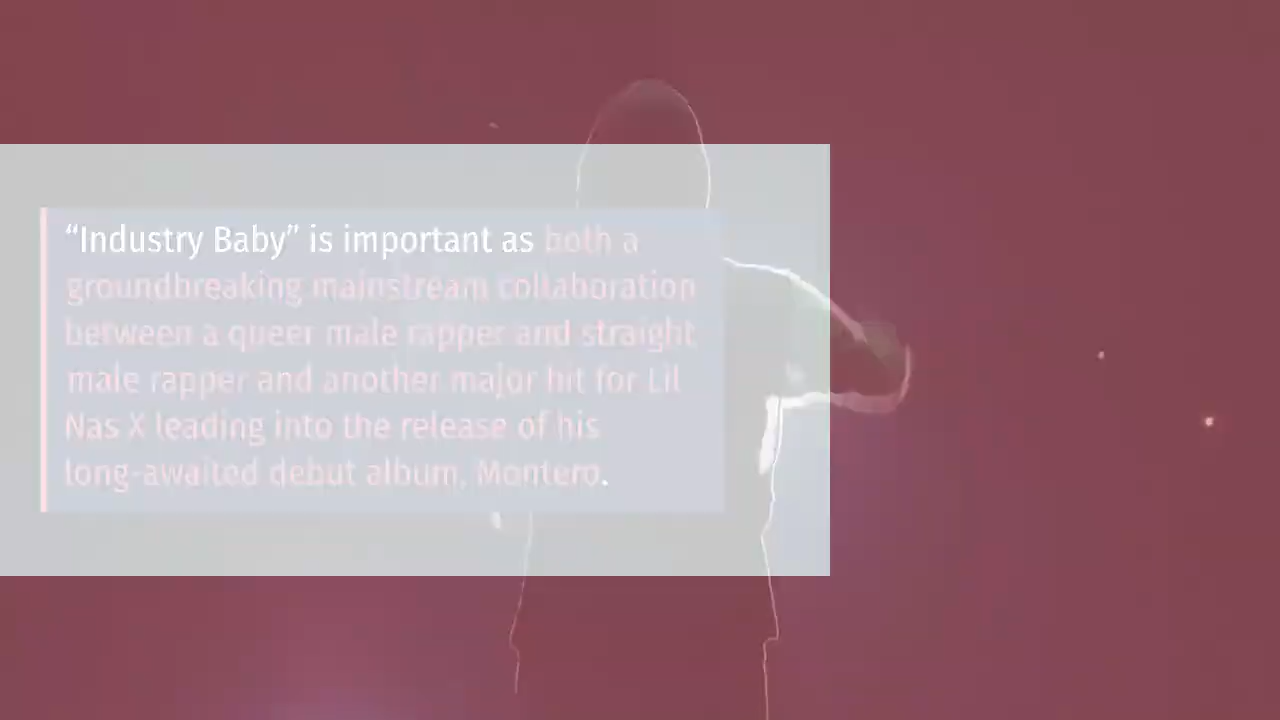 “Industry Baby” is important as both a
groundbreaking mainstream collaboration
between a queer male rapper and straight
male rapper and another major hit for Lil
Nas X leading into the release of his
long-awaited debut album, Montero.